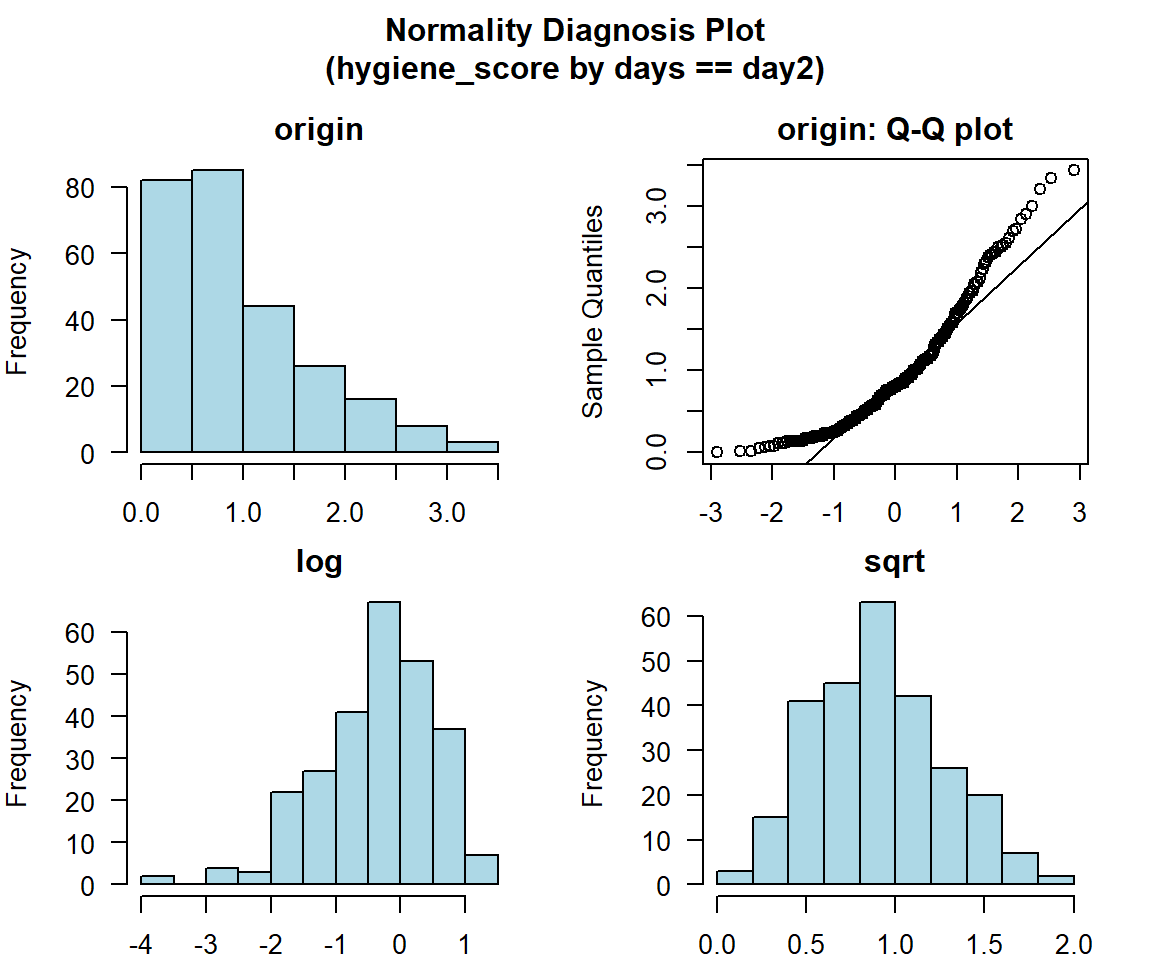 Normality Diagnosis Plot
(hygiene_score by days == day2)
origin
Frequency
80
60
40
20
0
0.0 1.0 2.0 3.0
origin: Q-Q plot
Sample Quantiles
3.0
2.0
1.0
0.0
-3 -2 -1 0 1 2 3
log
Frequency
60
50
40
30
20
10
0
-4 -3 -2 -1 0 1
sqrt
Frequency
60
50
40
30
20
10
0
0.0 0.5 1.0 1.5 2.0